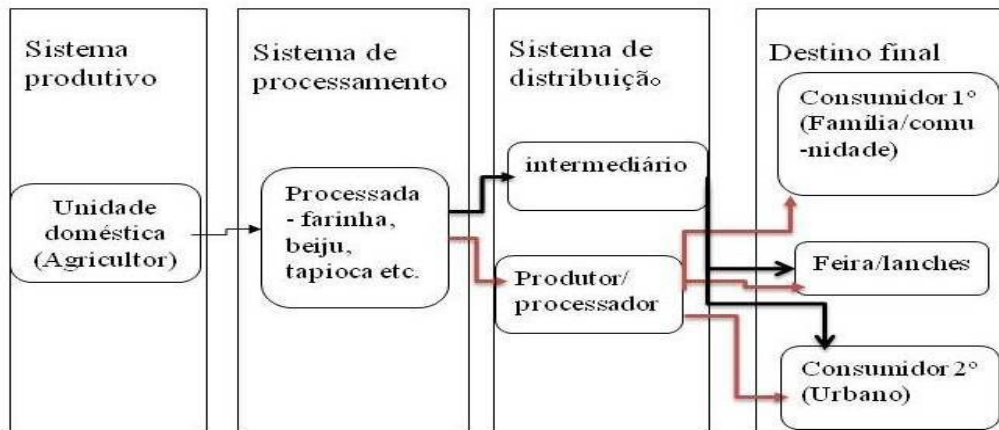 Sistema
produtivo
Unidade
doméstica
(Agricultor)
Sistema de
processamento
Processada
- farinha,
beiju,
tapioca etc.
Sistema de
distribuição
intermediário
Produtor/
processador
Destino final
Consumidor 1°
(Família/comu
-nidade)
Feira/lanches
Consumidor 2°
(Urbano)